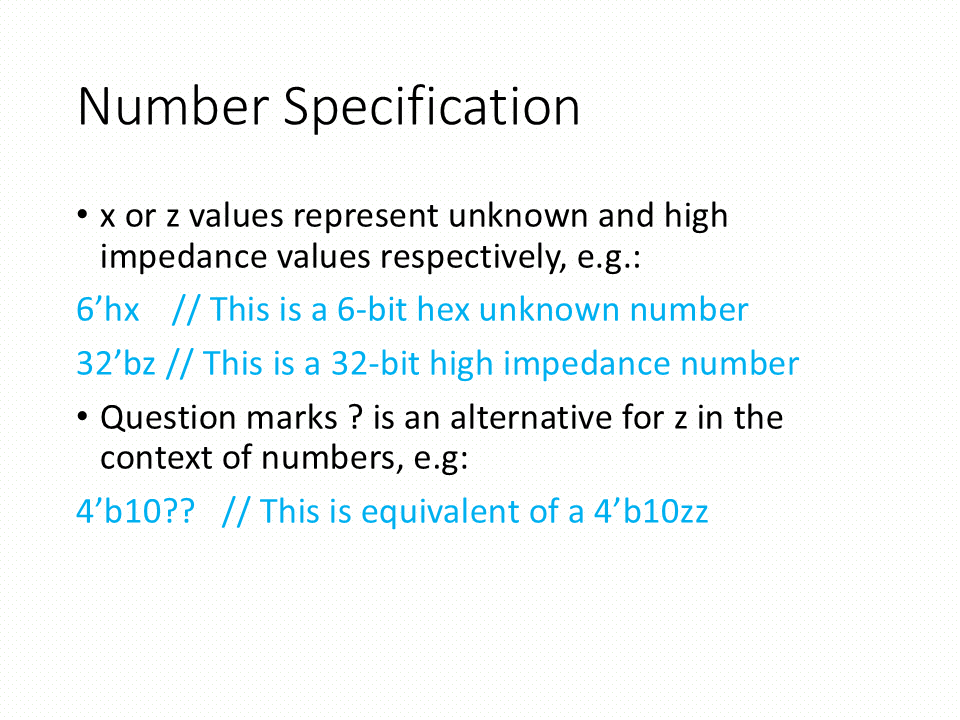 Number Specification
• x or z values represent unknown and high
impedance values respectively, e.g.:
6’hx // This is a 6-bit hex unknown number
32’bz // This is a 32-bit high impedance number
• Question marks ? is an alternative for z in the
context of numbers, e.g:
4’b10?? // This is equivalent of a 4’b10zz